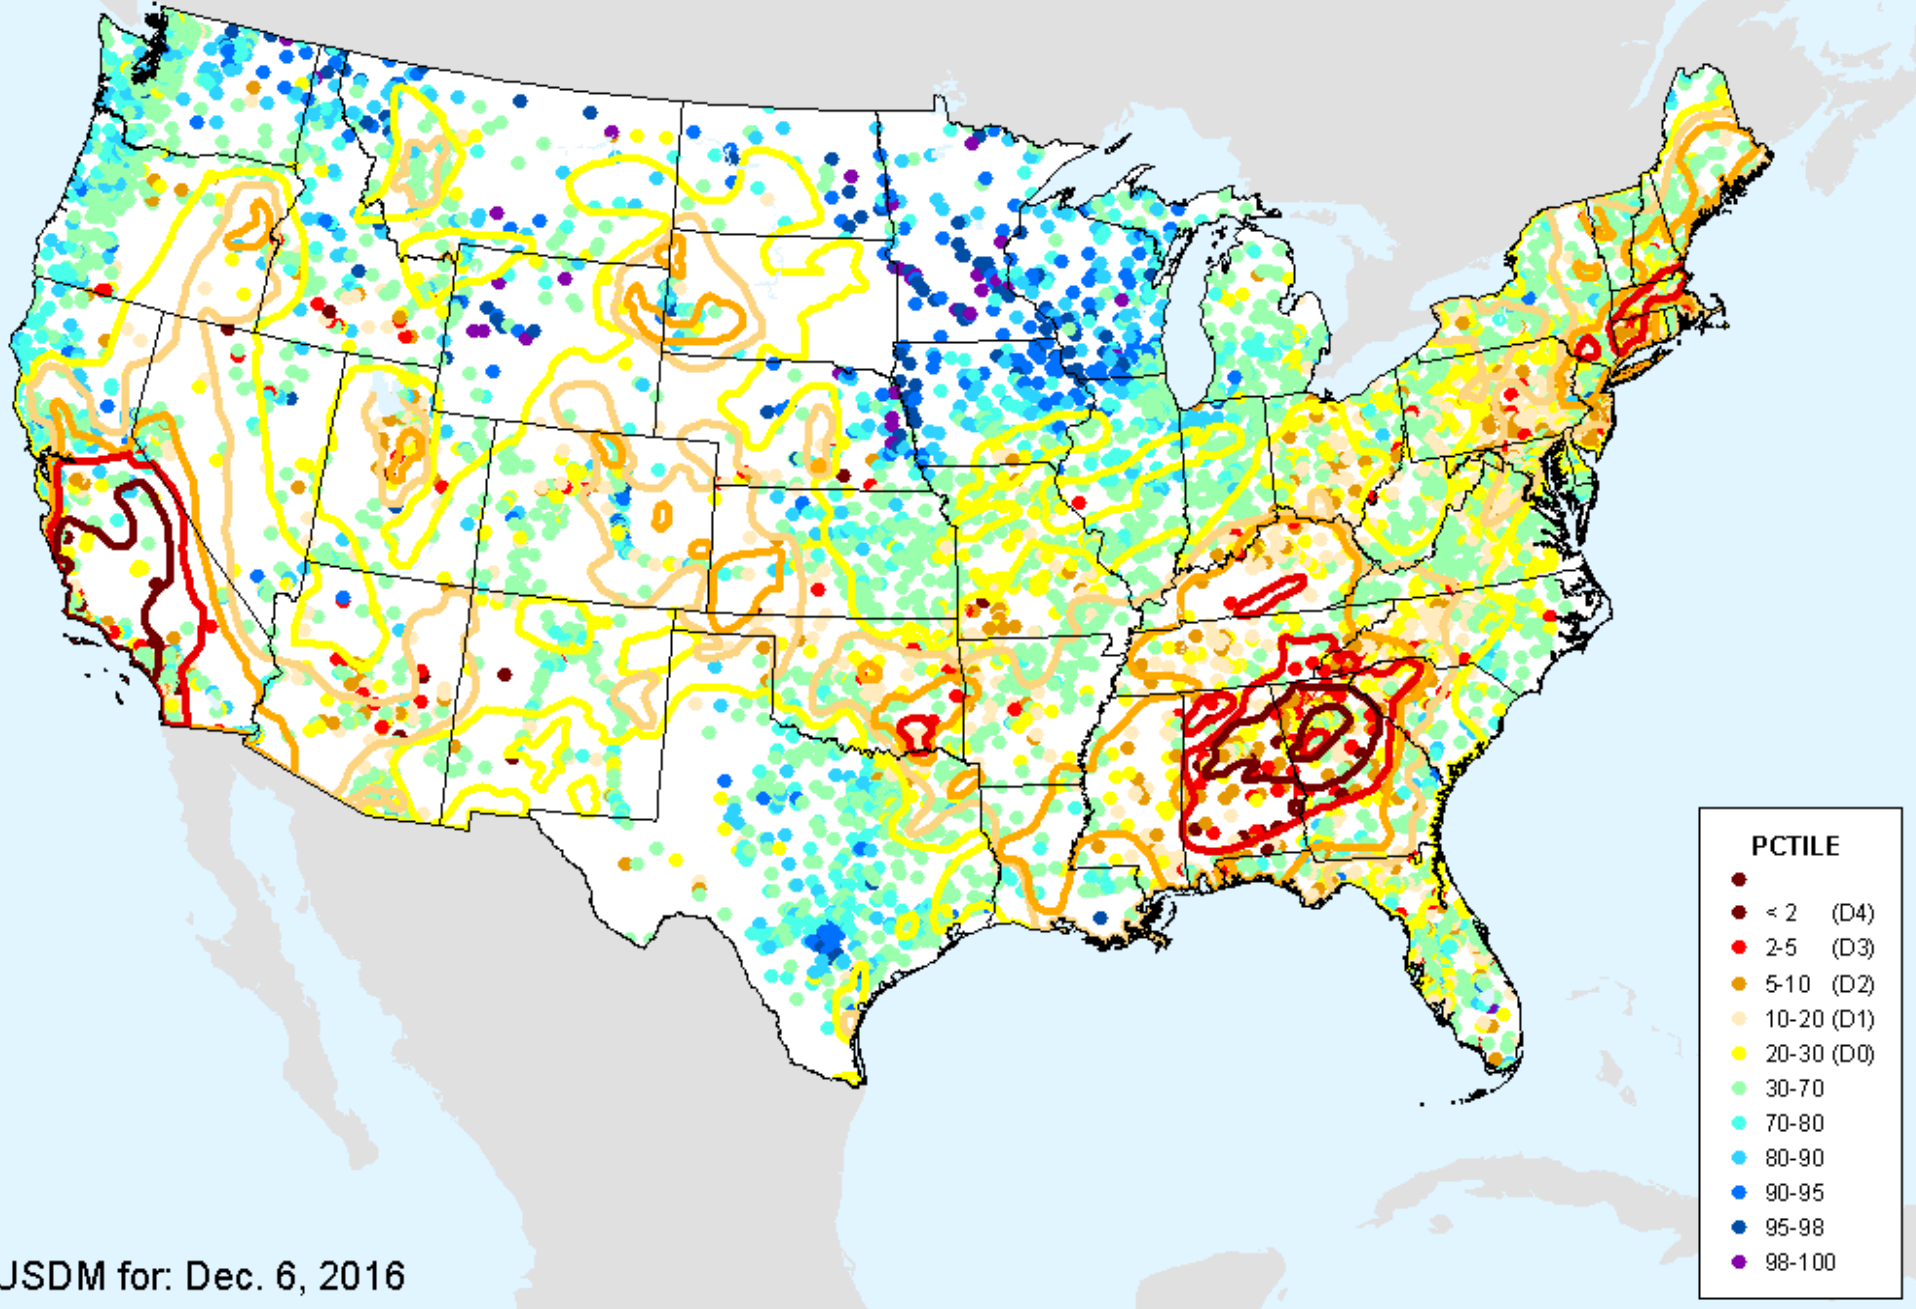 PCTILE
< 2 (D4)
2-5 (D3)
5-10 (D2)
10-20 (D1)
20-30 (D0)
30-70
70-80
80-90
90-95
95-98
98-100
USDM for: Dec. 6, 2016